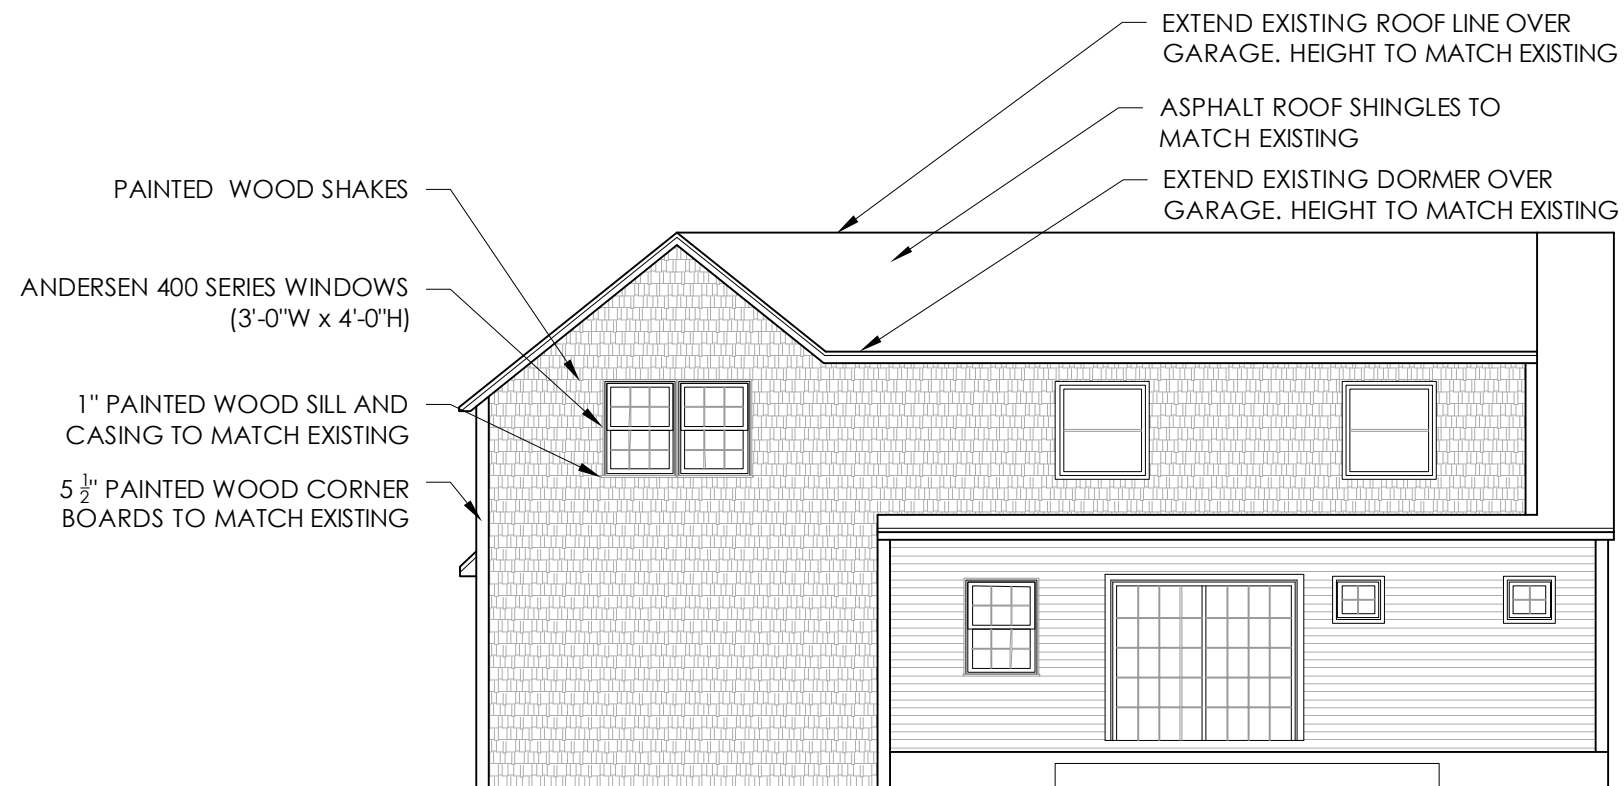 EXTEND EXISTING ROOF LINE OVER
GARAGE. HEIGHT TO MATCH EXISTING
ASPHALT ROOF SHINGLES TO
MATCH EXISTING
EXTEND EXISTING DORMER OVER
GARAGE. HEIGHT TO MATCH EXISTING
PAINTED WOOD SHAKES
ANDERSEN 400 SERIES WINDOWS
(3'-0"W x 4'-0"H)
1" PAINTED WOOD SILL AND
CASING TO MATCH EXISTING
5 1/2" PAINTED WOOD CORNER
BOARDS TO MATCH EXISTING